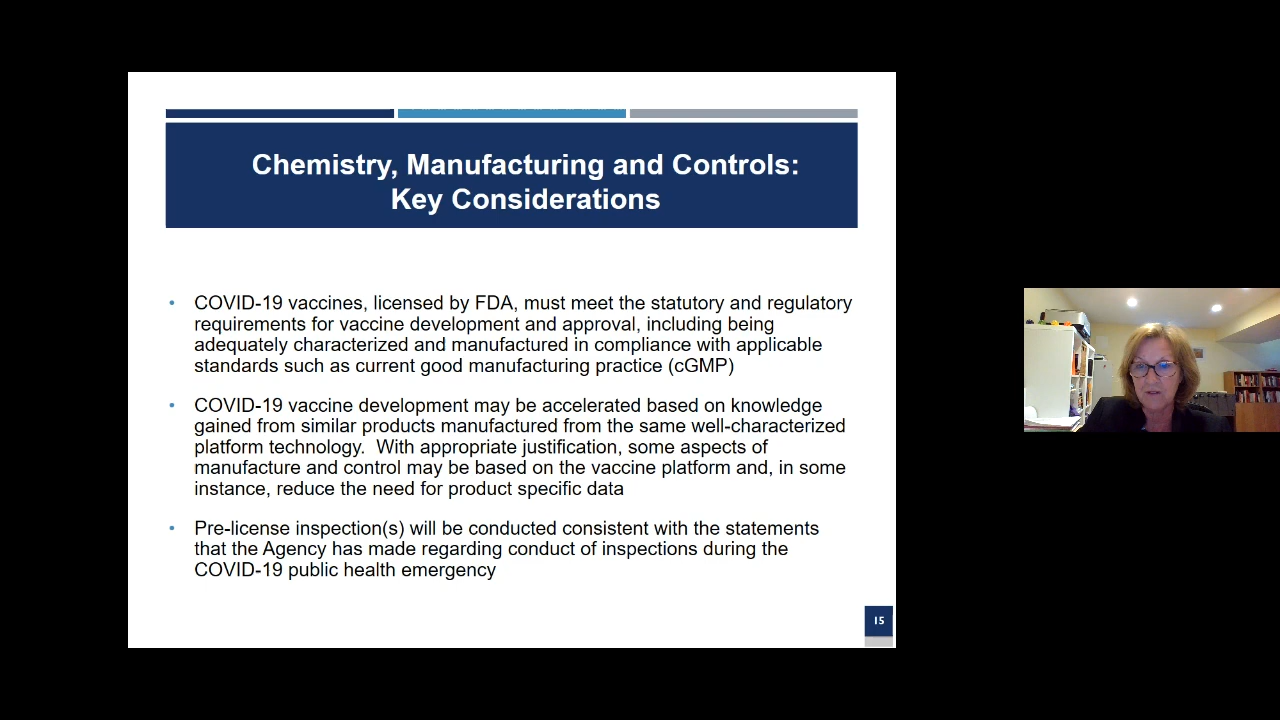 Chemistry, Manufacturing and Controls:
Key Considerations
• COVID-19 vaccines, licensed by FDA, must meet the statutory and regulatory
requirements for vaccine development and approval, including being
adequately characterized and manufactured in compliance with applicable
standards such as current good manufacturing practice (cGMP)
• COVID-19 vaccine development may be accelerated based on knowledge
gained from similar products manufactured from the same well-characterized
platform technology.  With appropriate justification, some aspects of
manufacture and control may be based on the vaccine platform and, in some
instance, reduce the need for product specific data
• Pre-license inspection(s) will be conducted consistent with the statements
that the Agency has made regarding conduct of inspections during the
COVID-19 public health emergency
15